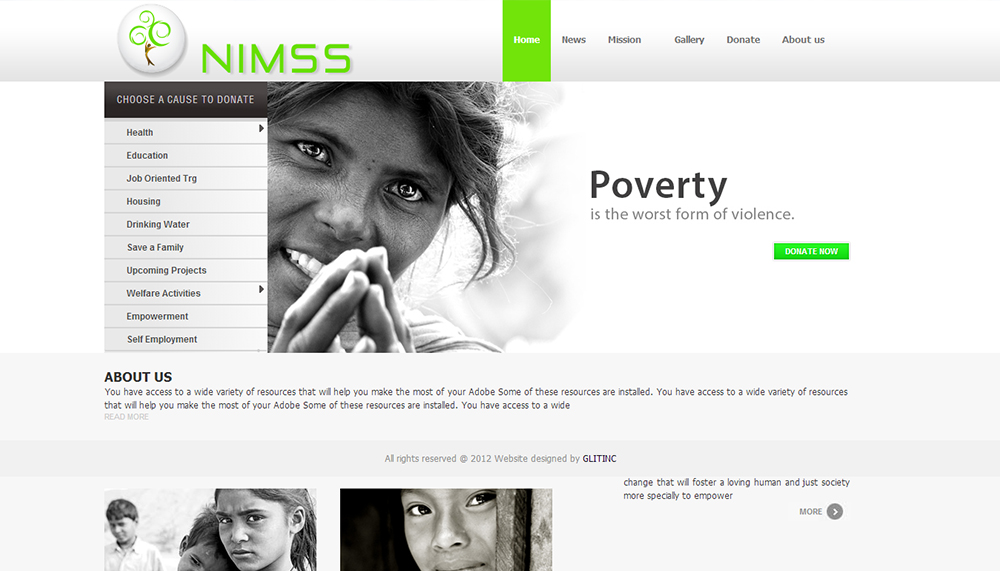 NIMSS
Home News Mission Gallery Donate About us
CHOOSE A CAUSE TO DONATE
Health
Education
Job Oriented Trg
Housing
Drinking Water
Save a Family
Upcoming Projects
Welfare Activities
Empowerment
Self Employment
Poverty
is the worst form of violence.
DONATE NOW
ABOUT US
You have access to a wide variety of resources that will help you make the most of your Adobe Some of these resources are installed. You have access to a wide variety of resources
that will help you make the most of your Adobe Some of these resources are installed. You have access to a wide
READ MORE
All rights reserved @ 2012 Website designed by GLITINC
change that will foster a loving human and just society
more specially to empower
MORE